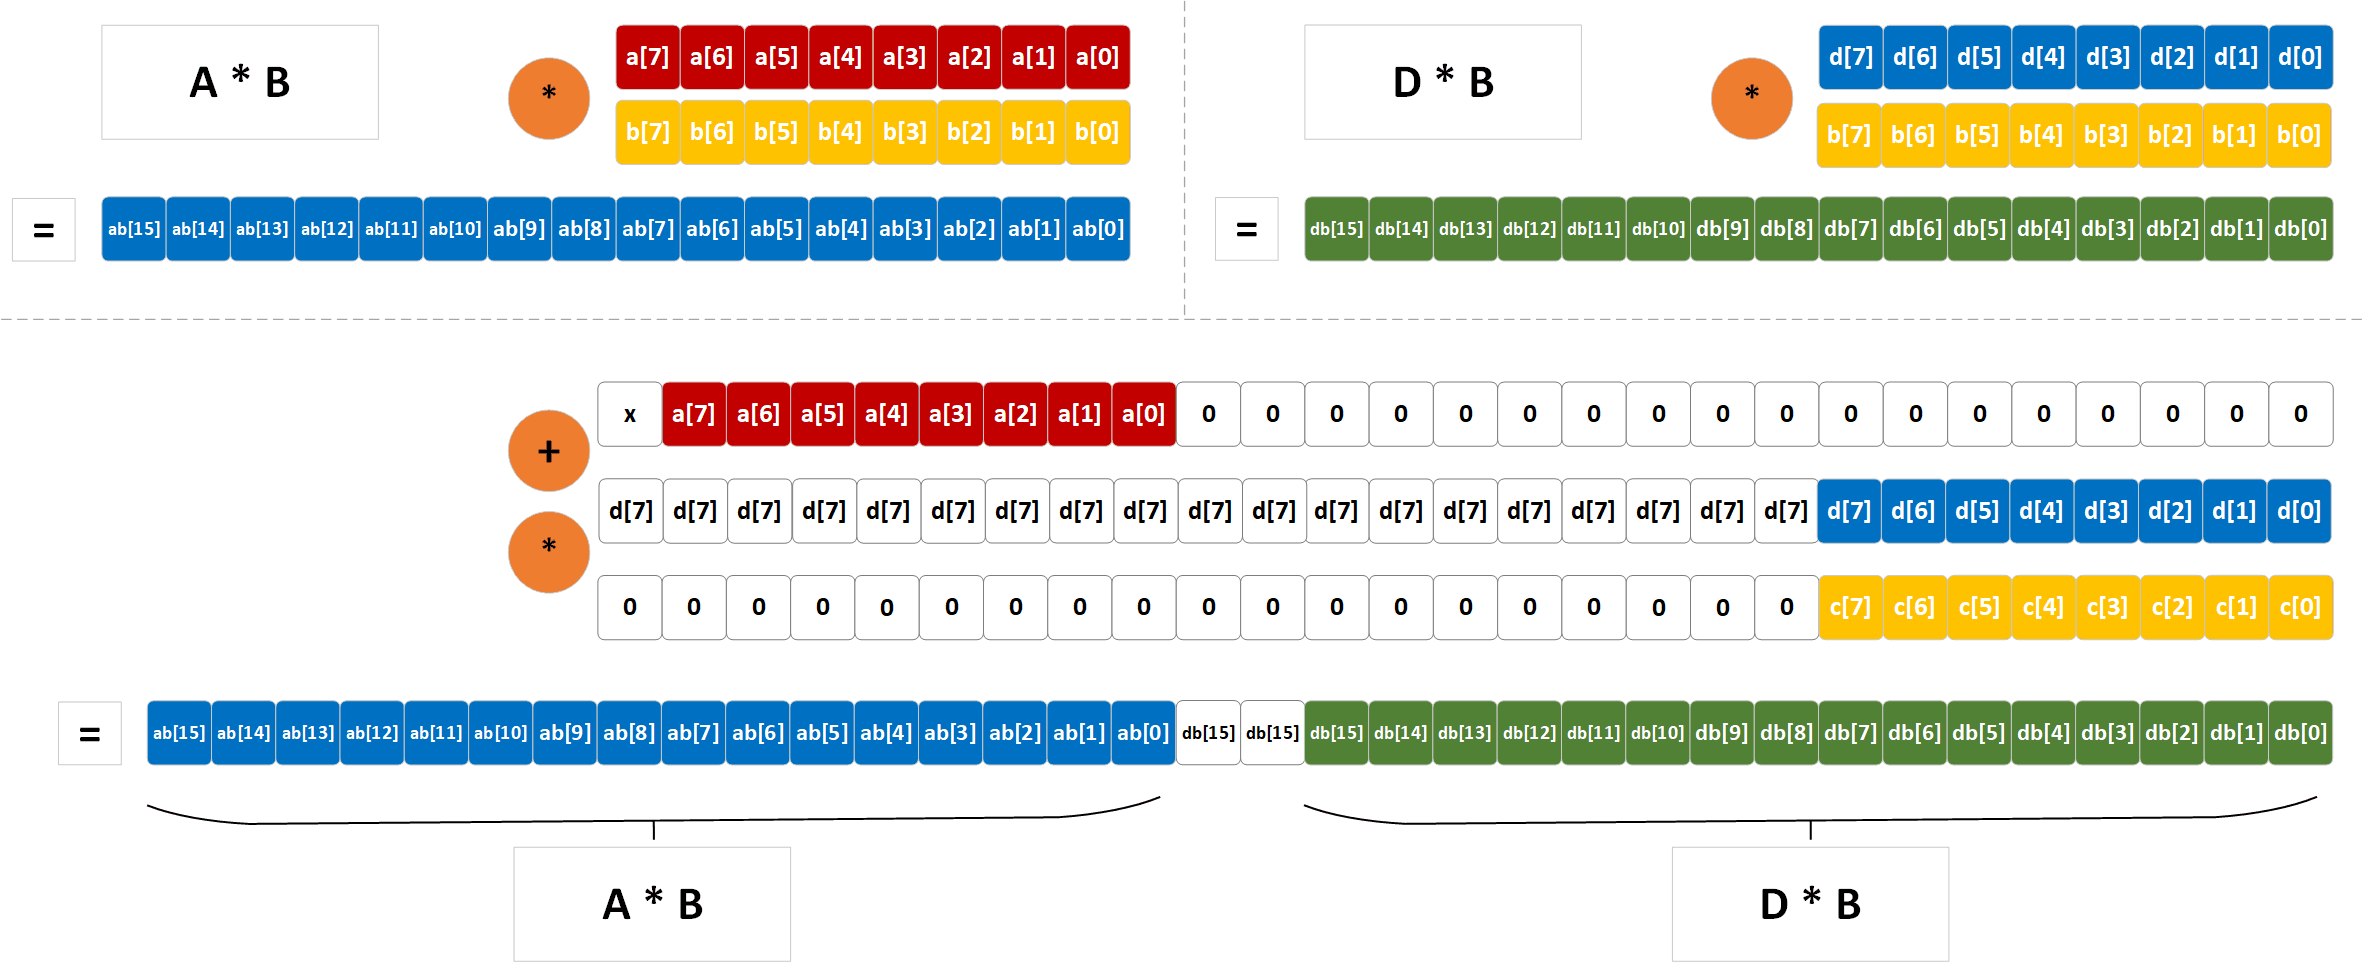 A * B
*
a[7] a[6] a[5] a[4] a[3] a[2] a[1] a[0]
b[7] b[6] b[5] b[4] b[3] b[2] b[1] b[0]
= ab[15] ab[14] ab[13] ab[12] ab[11] ab[10] ab[9] ab[8] ab[7] ab[6] ab[5] ab[4] ab[3] ab[2] ab[1] ab[0]
D * B
*
d[7] d[6] d[5] d[4] d[3] d[2] d[1] d[0]
b[7] b[6] b[5] b[4] b[3] b[2] b[1] b[0]
= db[15] db[14] db[13] db[12] db[11] db[10] db[9] db[8] db[7] db[6] db[5] db[4] db[3] db[2] db[1] db[0]
x a[7] a[6] a[5] a[4] a[3] a[2] a[1] a[0] 0 0 0 0 0 0 0 0 0 0 0 0 0 0 0 0 0 0
+
d[7] d[7] d[7] d[7] d[7] d[7] d[7] d[7] d[7] d[7] d[7] d[7] d[7] d[7] d[7] d[7] d[7] d[7] d[7] d[7] d[6] d[5] d[4] d[3] d[2] d[1] d[0]
*
0 0 0 0 0 0 0 0 0 0 0 0 0 0 0 0 0 0 0 c[7] c[6] c[5] c[4] c[3] c[2] c[1] c[0]
= ab[15] ab[14] ab[13] ab[12] ab[11] ab[10] ab[9] ab[8] ab[7] ab[6] ab[5] ab[4] ab[3] ab[2] ab[1] ab[0] db[15] db[15] db[15] db[14] db[13] db[12] db[11] db[10] db[9] db[8] db[7] db[6] db[5] db[4] db[3] db[2] db[1] db[0]
A * B
D * B